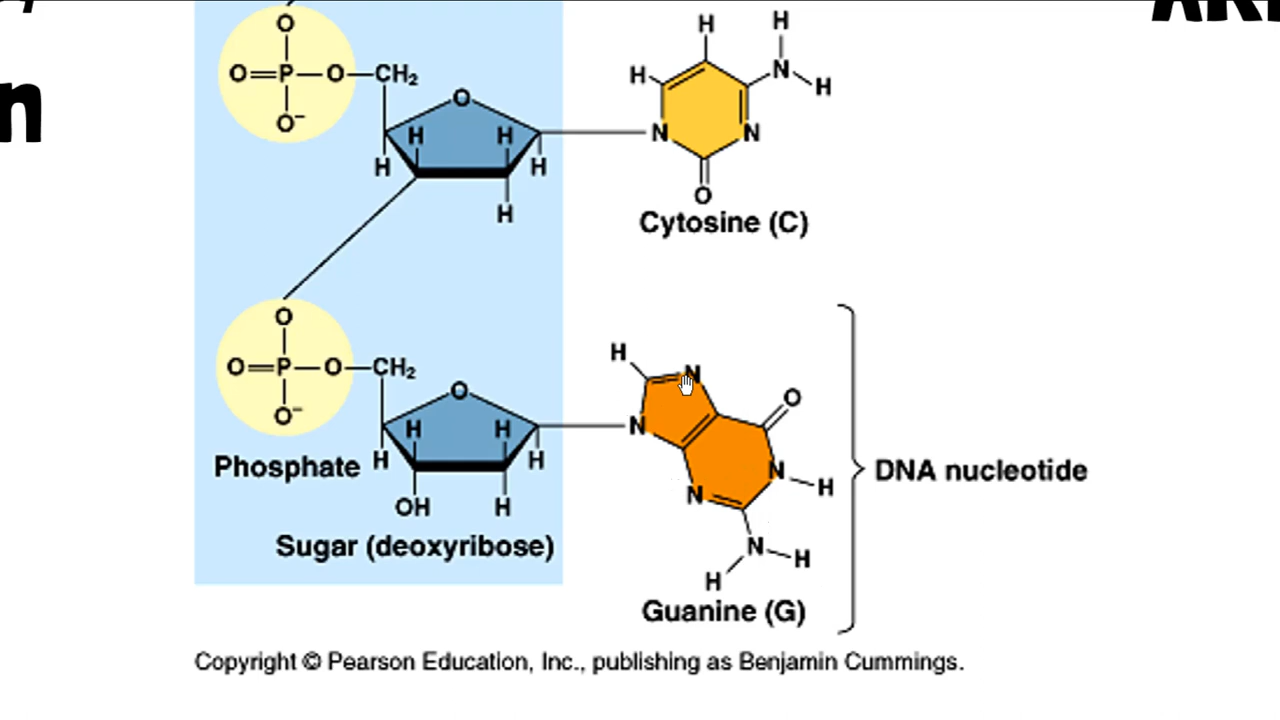 O
O=P—O—CH₂
O⁻
O
H H H H
H
H
H H
N H
N N
O
Cytosine (C)
O
O=P—O—CH₂
O⁻
O
H H H H
OH H
Phosphate
Sugar (deoxyribose)
H
N
O
N
N H
N
N H
H
Guanine (G)
DNA nucleotide
Copyright © Pearson Education, Inc., publishing as Benjamin Cummings.
n